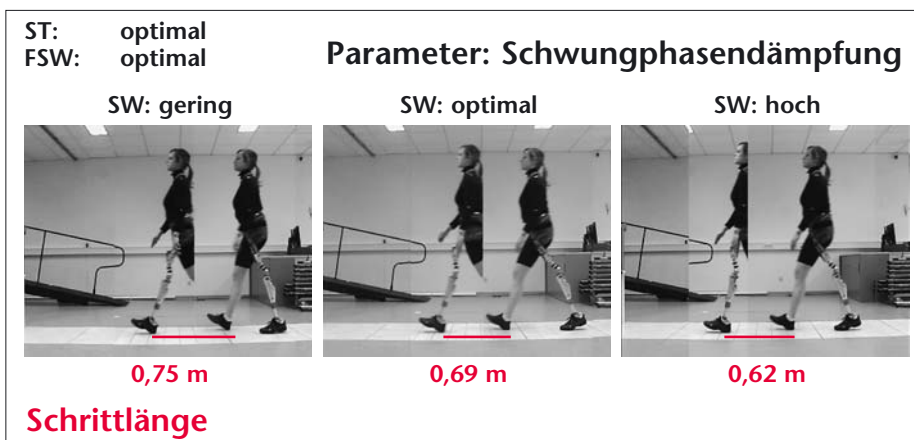 ST: optimal
FSW: optimal
Parameter: Schwungphasendämpfung
SW: gering
SW: optimal
SW: hoch
0,75 m
0,69 m
0,62 m
Schrittlänge